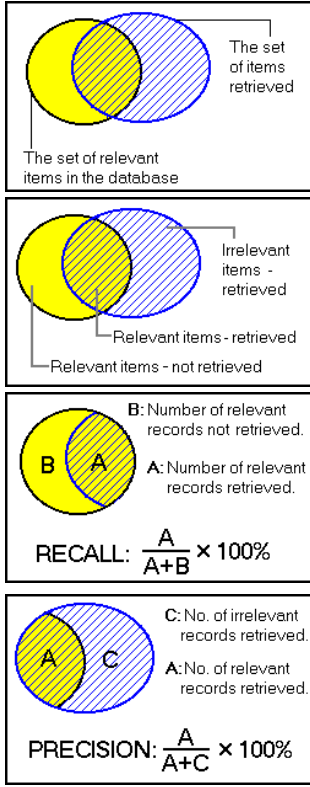 The set
of items
retrieved
The set of relevant
items in the database
Irrelevant
items -
retrieved
Relevant items - retrieved
Relevant items - not retrieved
B: Number of relevant
records not retrieved.
B
A
A: Number of relevant
records retrieved.
RECALL: A/A+B × 100%
C: No. of irrelevant
records retrieved.
A
C
A: No. of relevant
records retrieved.
PRECISION: A/A+C × 100%